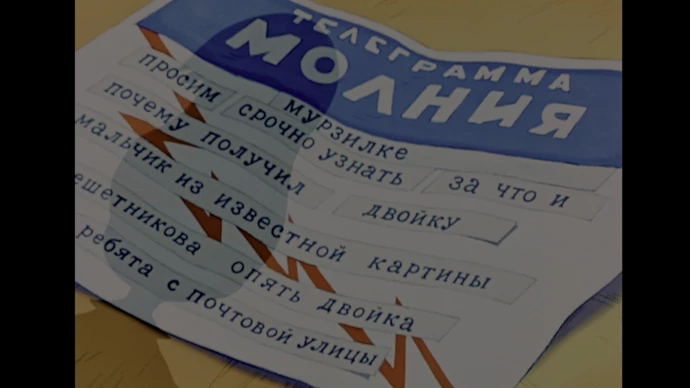 ТЕЛЕГРАММА
МОЛНИЯ
МУРЗИЛКЕ
ПРОСИМ СРОЧНО УЗНАТЬ ЗА ЧТО И
ПОЧЕМУ ПОЛУЧИЛ ДВОЙКУ
МАЛЬЧИК ИЗ ИЗВЕСТНОЙ КАРТИНЫ
ЕШЕТНИКОВА ОПЯТЬ ДВОЙКА
РЕБЯТА С ПОЧТОВОЙ УЛИЦЫ